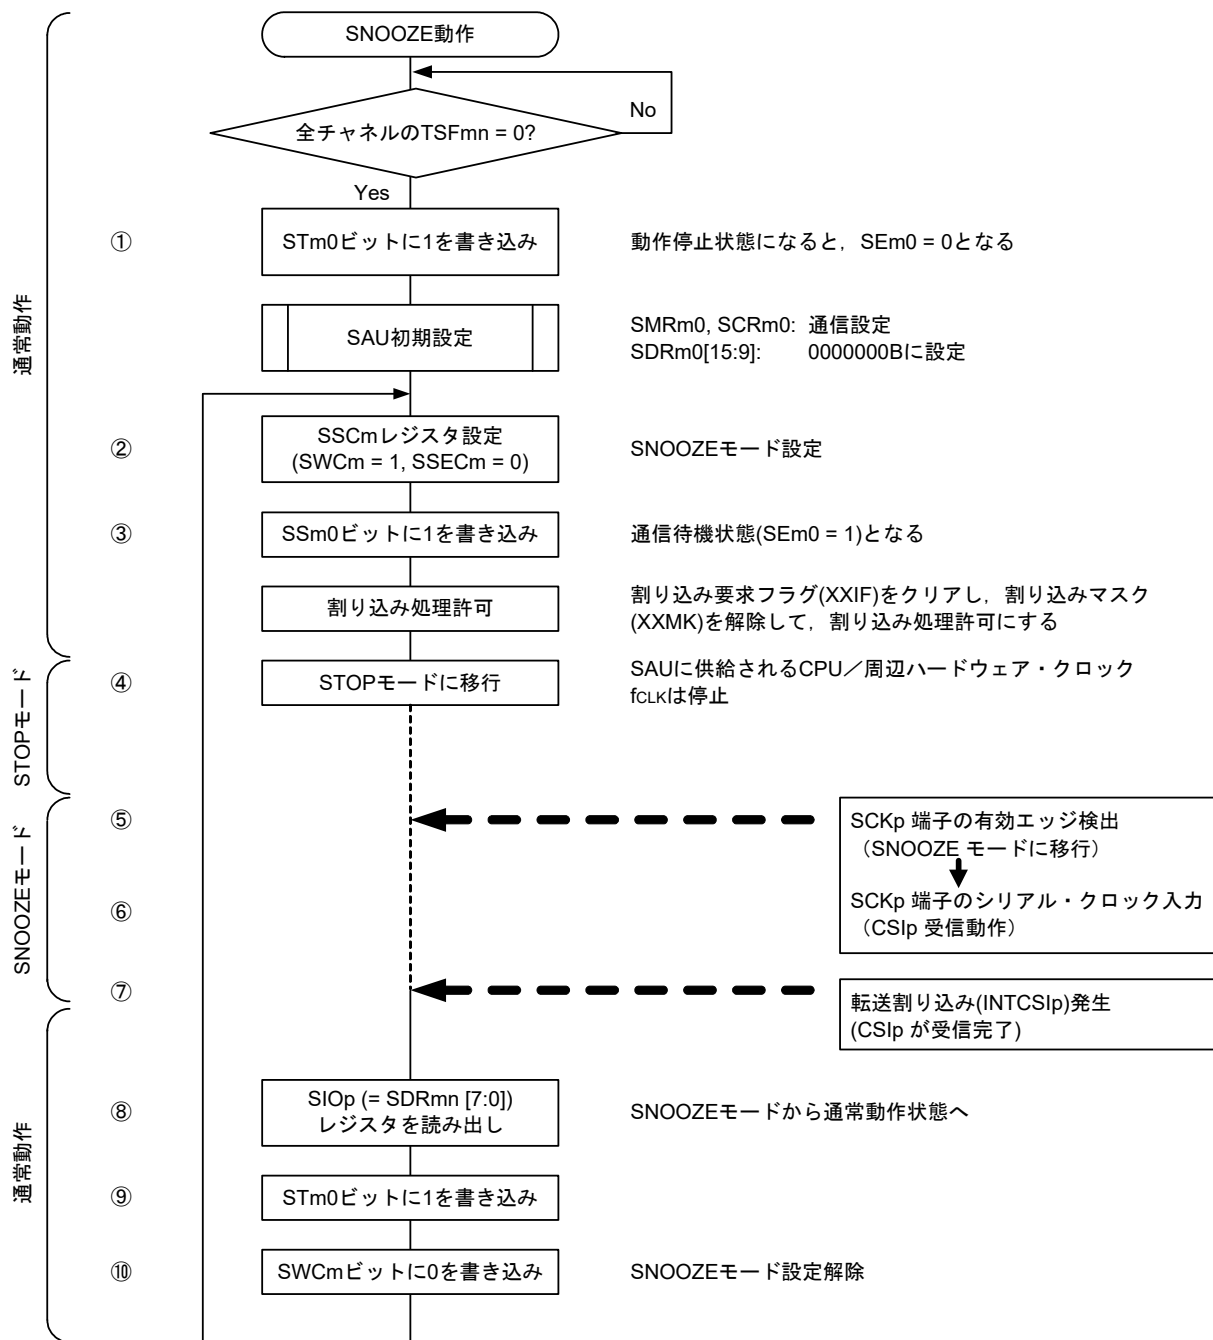 SNOOZE動作
No
全チャネルのTSFmn = 0?
Yes
①
STm0ビットに1を書き込み
動作停止状態になると，SEm0 = 0となる
通常動作
SAU初期設定
SMRm0, SCRm0: 通信設定
SDRm0[15:9]: 0000000Bに設定
②
SSCmレジスタ設定
(SWCm = 1, SSECm = 0)
SNOOZEモード設定
③
SSm0ビットに1を書き込み
通信待機状態(SEm0 = 1)となる
割り込み処理許可
割り込み要求フラグ(XXIF)をクリアし，割り込みマスク
(XXMK)を解除して，割り込み処理許可にする
STOPモード
④
STOPモードに移行
SAUに供給されるCPU／周辺ハードウェア・クロック
fCLKは停止
SNOOZEモード
⑤
SCKp 端子の有効エッジ検出
（SNOOZE モードに移行）
⑥
SCKp 端子のシリアル・クロック入力
（CSIp 受信動作）
⑦
転送割り込み(INTCSIp)発生
(CSIp が受信完了)
通常動作
⑧
SIOp (= SDRmn [7:0])
レジスタを読み出し
SNOOZEモードから通常動作状態へ
⑨
STm0ビットに1を書き込み
⑩
SWCmビットに0を書き込み
SNOOZEモード設定解除